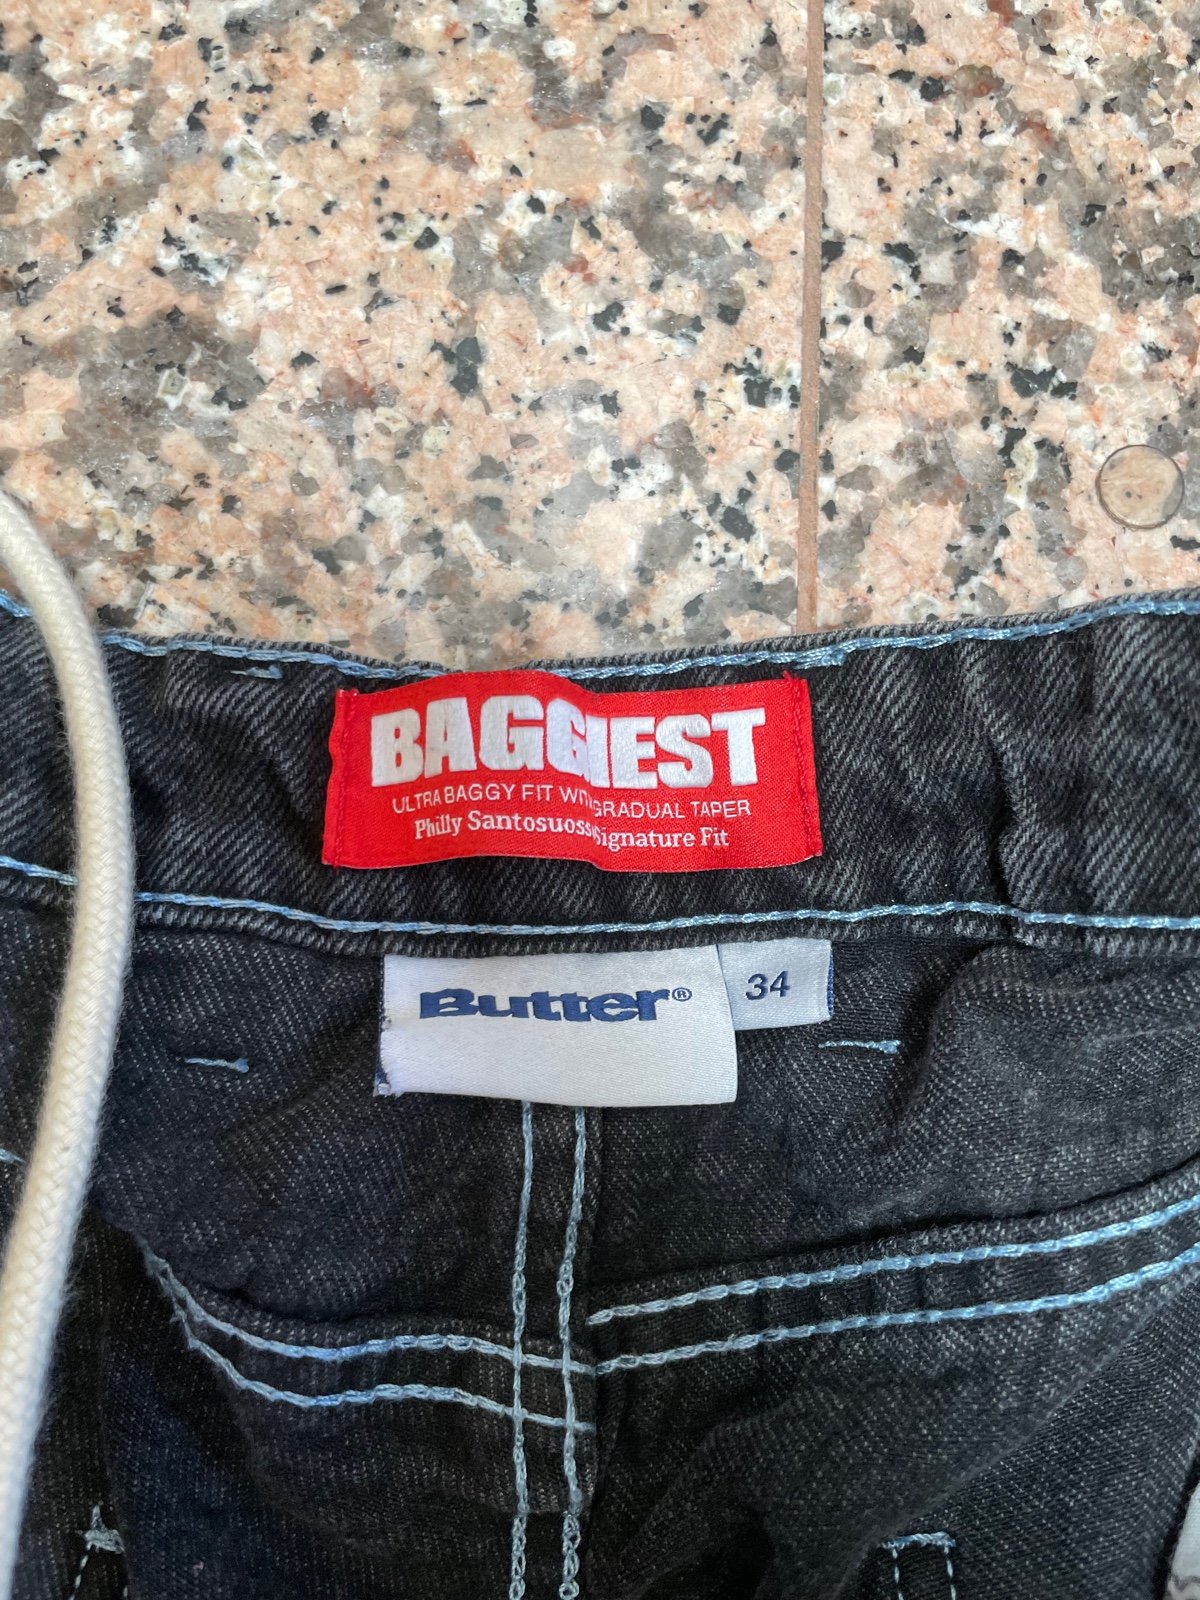 BAGGIEST
ULTRA BAGGY FIT WITH GRADUAL TAPER
Philly Santosuosso Signature Fit
Butter®
34